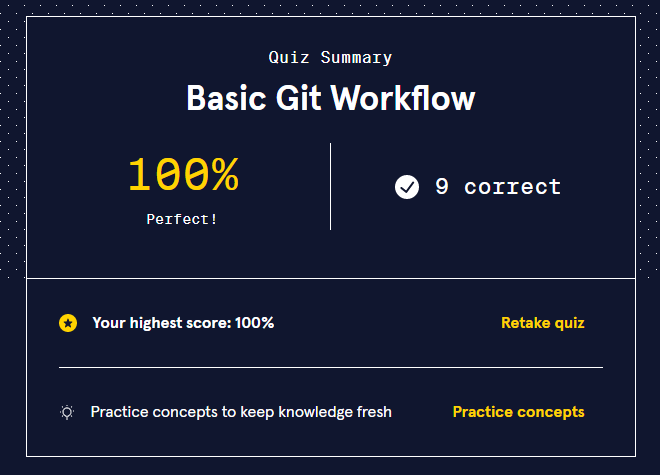 Quiz Summary
Basic Git Workflow
100%
Perfect!
9 correct
Your highest score: 100%
Retake quiz
Practice concepts to keep knowledge fresh
Practice concepts